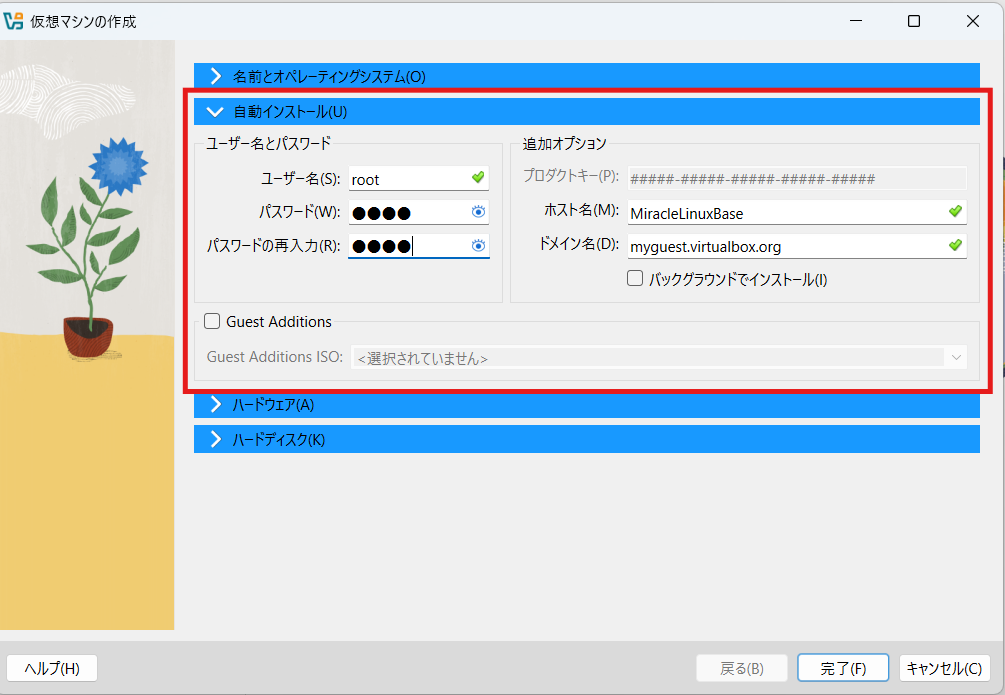 仮想マシンの作成
名前とオペレーティングシステム(O)
自動インストール(U)
ユーザー名とパスワード
ユーザー名(S): root
パスワード(W): ●●●●
パスワードの再入力(R): ●●●●
追加オプション
プロダクトキー(P): #####-#####-#####-#####-#####
ホスト名(M): MiracleLinuxBase
ドメイン名(D): myguest.virtualbox.org
バックグラウンドでインストール(I)
Guest Additions
Guest Additions ISO: <選択されていません>
ハードウェア(A)
ハードディスク(K)
ヘルプ(H) 戻る(B) 完了(F) キャンセル(C)